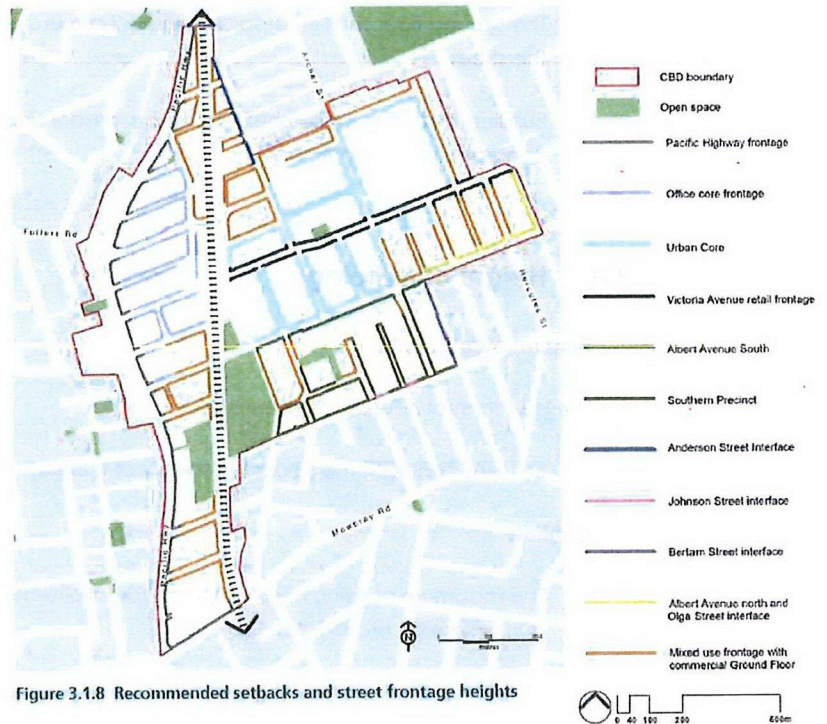 Pacific Hwy
Archer St
Fullers Rd
Hercules St
Mowbray Rd
Pacific Hwy
N
metres
Figure 3.1.8 Recommended setbacks and street frontage heights
CBD boundary
Open space
Pacific Highway frontage
Office core frontage
Urban Core
Victoria Avenue retail frontage
Albert Avenue South
Southern Precinct
Anderson Street Interface
Johnson Street interface
Bertam Street interface
Albert Avenue north and
Olga Street interface
Mixed use frontage with
commercial Ground Floor
0 40 100 200 500m